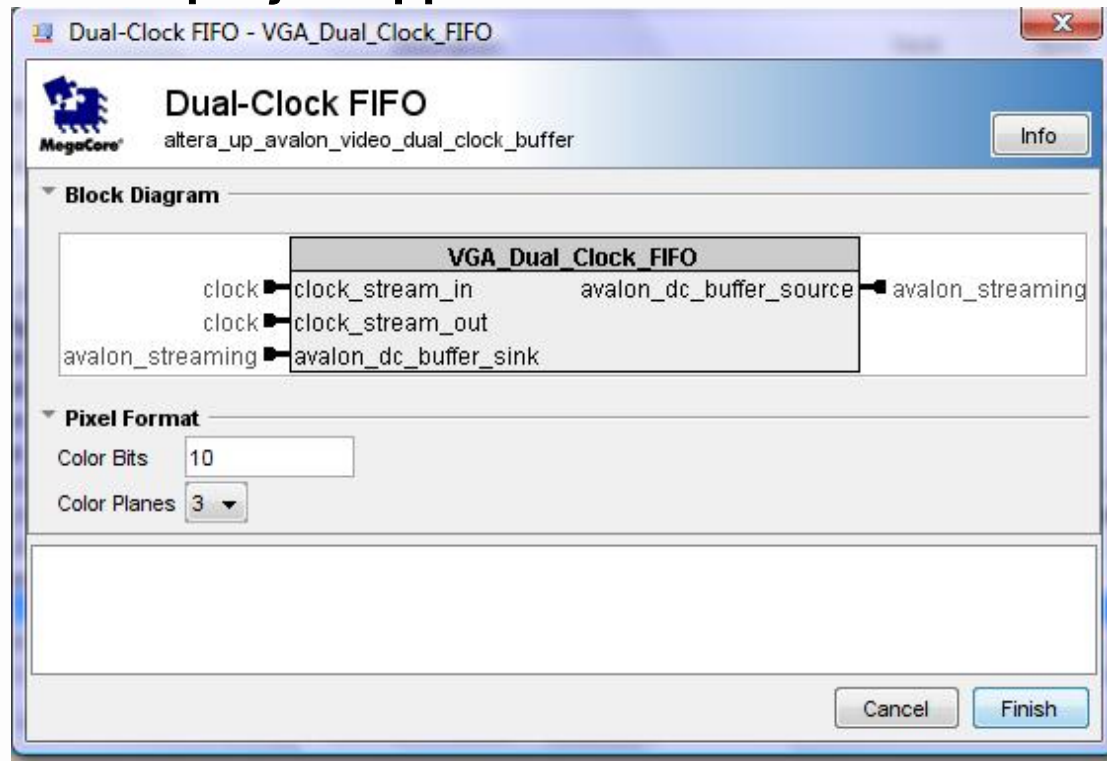 Dual-Clock FIFO - VGA_Dual_Clock_FIFO
Dual-Clock FIFO
MegaCore®
altera_up_avalon_video_dual_clock_buffer
Info
Block Diagram
VGA_Dual_Clock_FIFO
clock clock_stream_in avalon_dc_buffer_source avalon_streaming
clock clock_stream_out
avalon_streaming avalon_dc_buffer_sink
Pixel Format
Color Bits 10
Color Planes 3
Cancel Finish